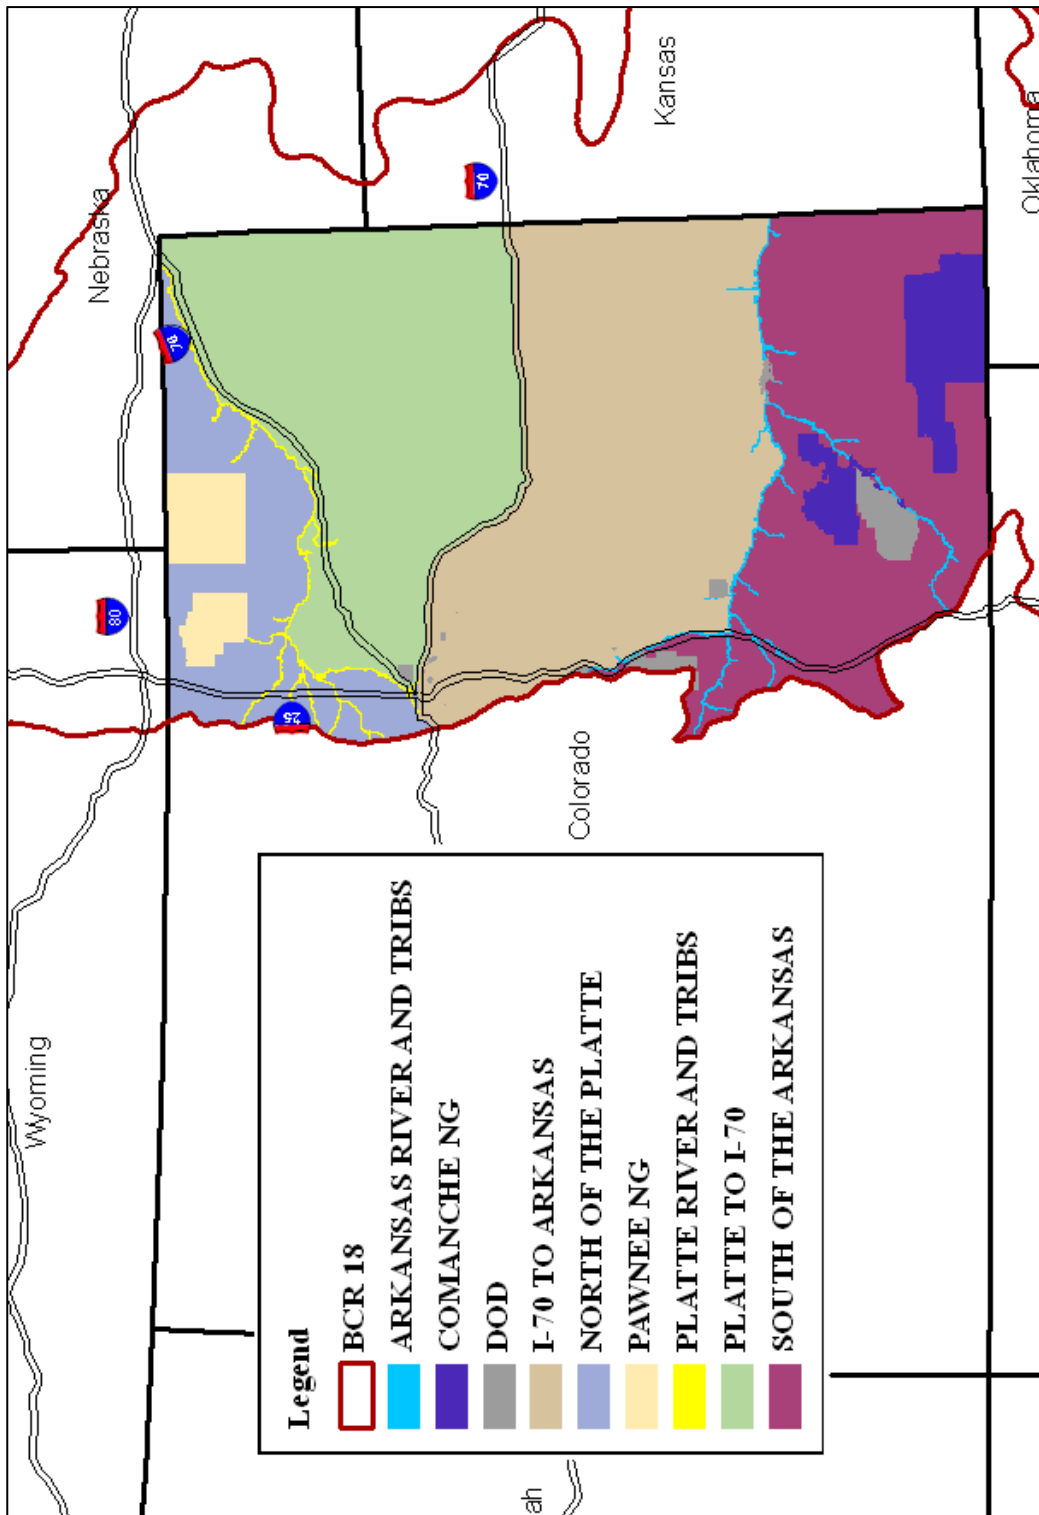 Nebraska
Kansas
Oklahoma
Wyoming
Colorado
ah
70
70
80
25
Legend
BCR 18
ARKANSAS RIVER AND TRIBS
COMANCHE NG
DOD
I-70 TO ARKANSAS
NORTH OF THE PLATTE
PAWNEE NG
PLATTE RIVER AND TRIBS
PLATTE TO I-70
SOUTH OF THE ARKANSAS